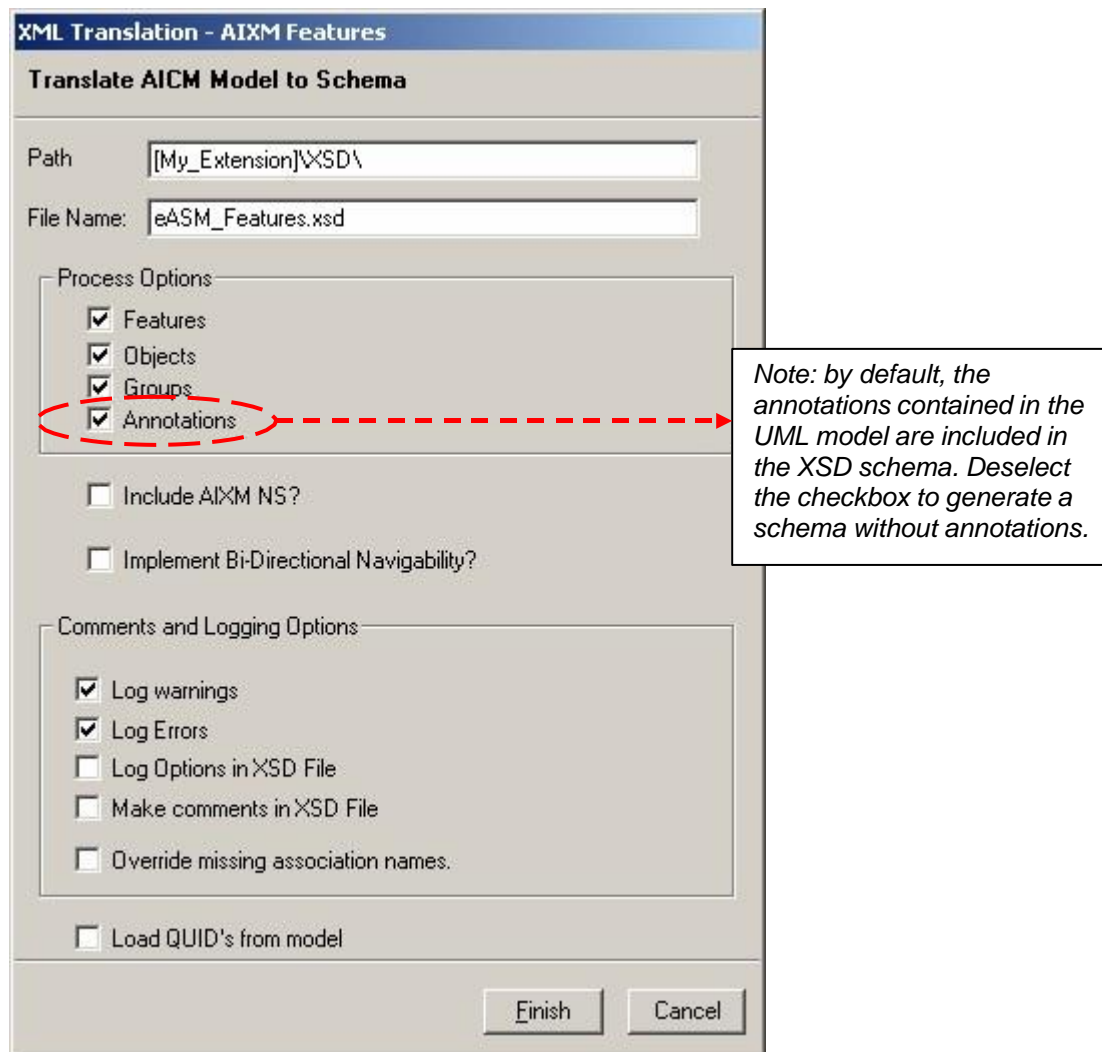 XML Translation - AIXM Features
Translate AICM Model to Schema
Path [My_Extension]\XSD\
File Name: eASM_Features.xsd
Process Options
Features
Objects
Groups
Annotations
Note: by default, the
annotations contained in the
UML model are included in
the XSD schema. Deselect
the checkbox to generate a
schema without annotations.
Include AIXM NS?
Implement Bi-Directional Navigability?
Comments and Logging Options
Log warnings
Log Errors
Log Options in XSD File
Make comments in XSD File
Override missing association names.
Load QUID's from model
Finish Cancel